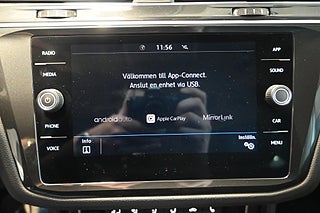 RADIO
11:56
APP
MEDIA
Välkommen till App-Connect.
Anslut en enhet via USB.
SOUND
androidauto
Apple CarPlay
MirrorLink
PHONE
CAR
Info
Inställn.
VOICE
MENU